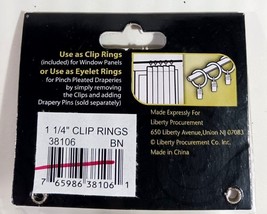 Use as Clip Rings
(included) for Window Panels
or Use as Eyelet Rings
for Pinch Pleated Draperies
by simply removing
the Clips and adding
Drapery Pins (sold separately)
Made Expressly For
Liberty Procurement
650 Liberty Avenue, Union NJ 07083
© Liberty Procurement Co. Inc.
Made in China
1 1/4" CLIP RINGS
38106 BN
7 65986 38106 1